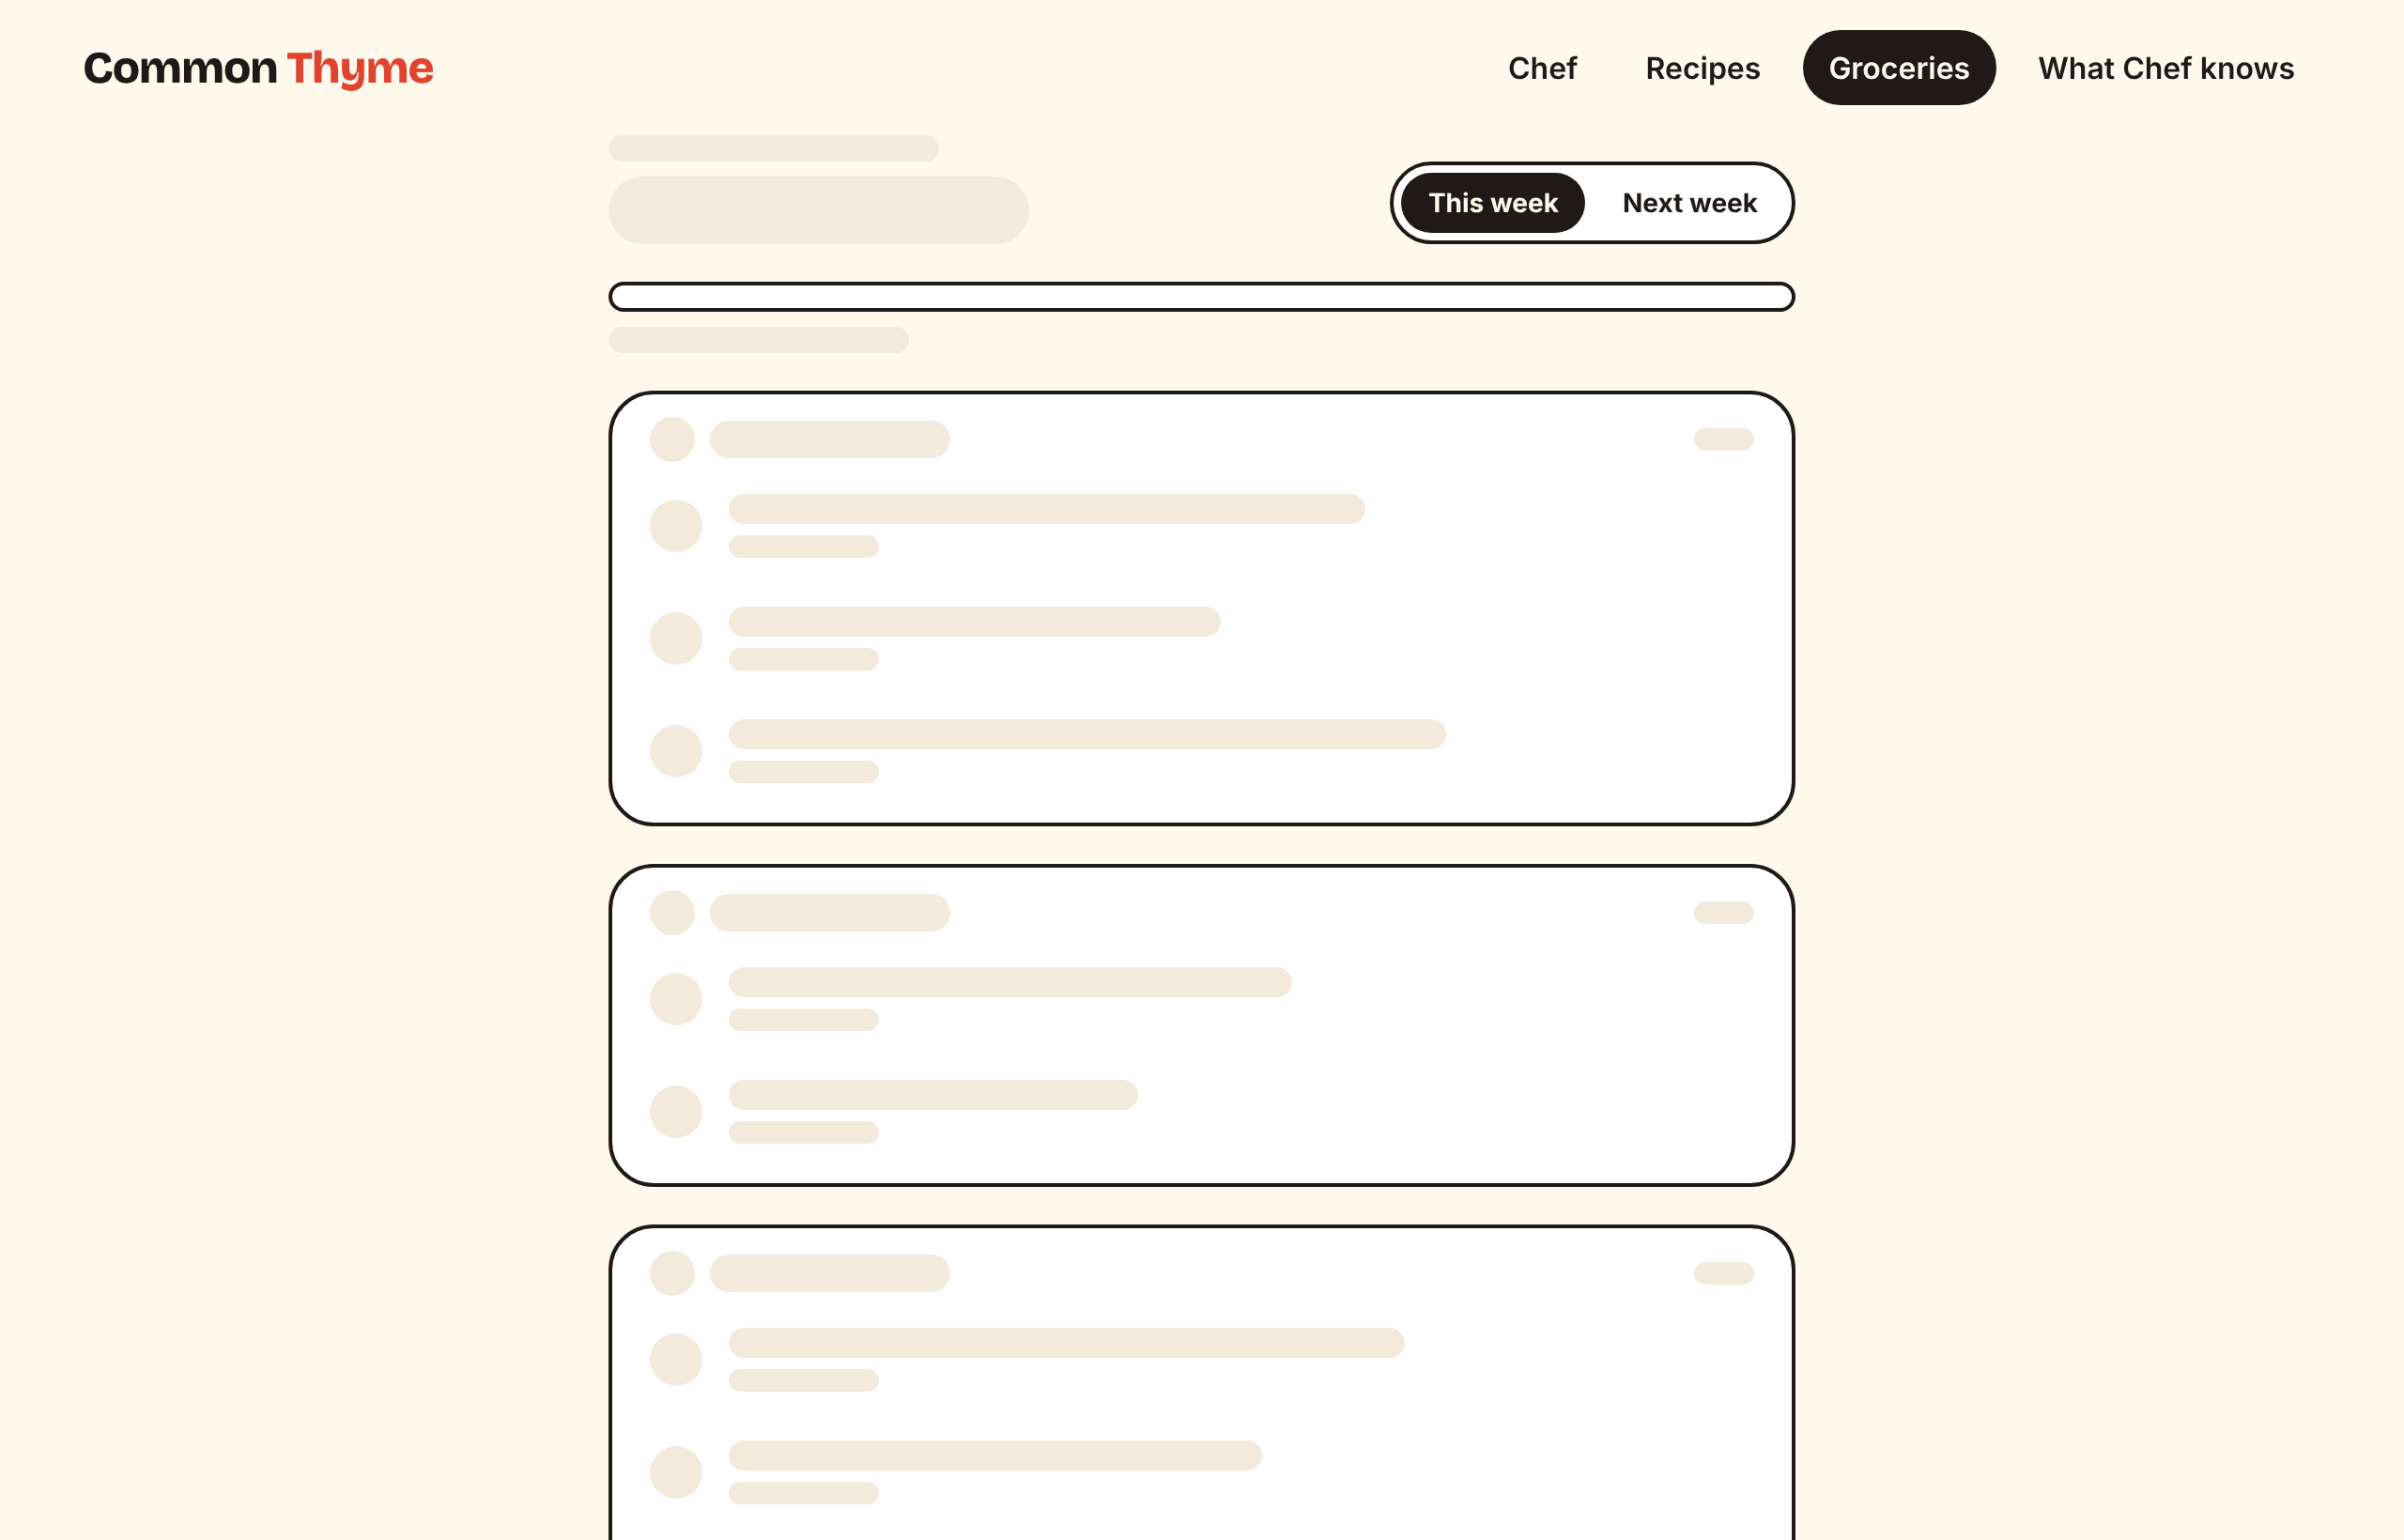 Common Thyme
Chef
Recipes
Groceries
What Chef knows
This week
Next week